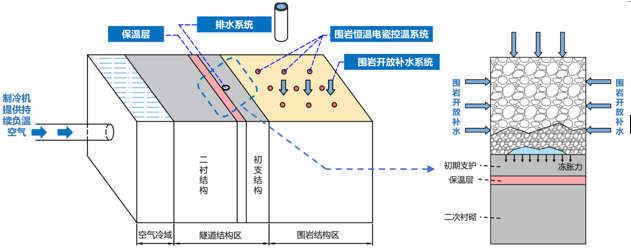 排水系统
保温层
围岩恒温电瓷控温系统
围岩开放补水系统
制冷机
提供持
续负温
空气
二衬结构
初支结构
空气冷域
隧道结构区
围岩结构区
围岩开放补水
围岩开放补水
初期支护
冻胀力
保温层
二次衬砌